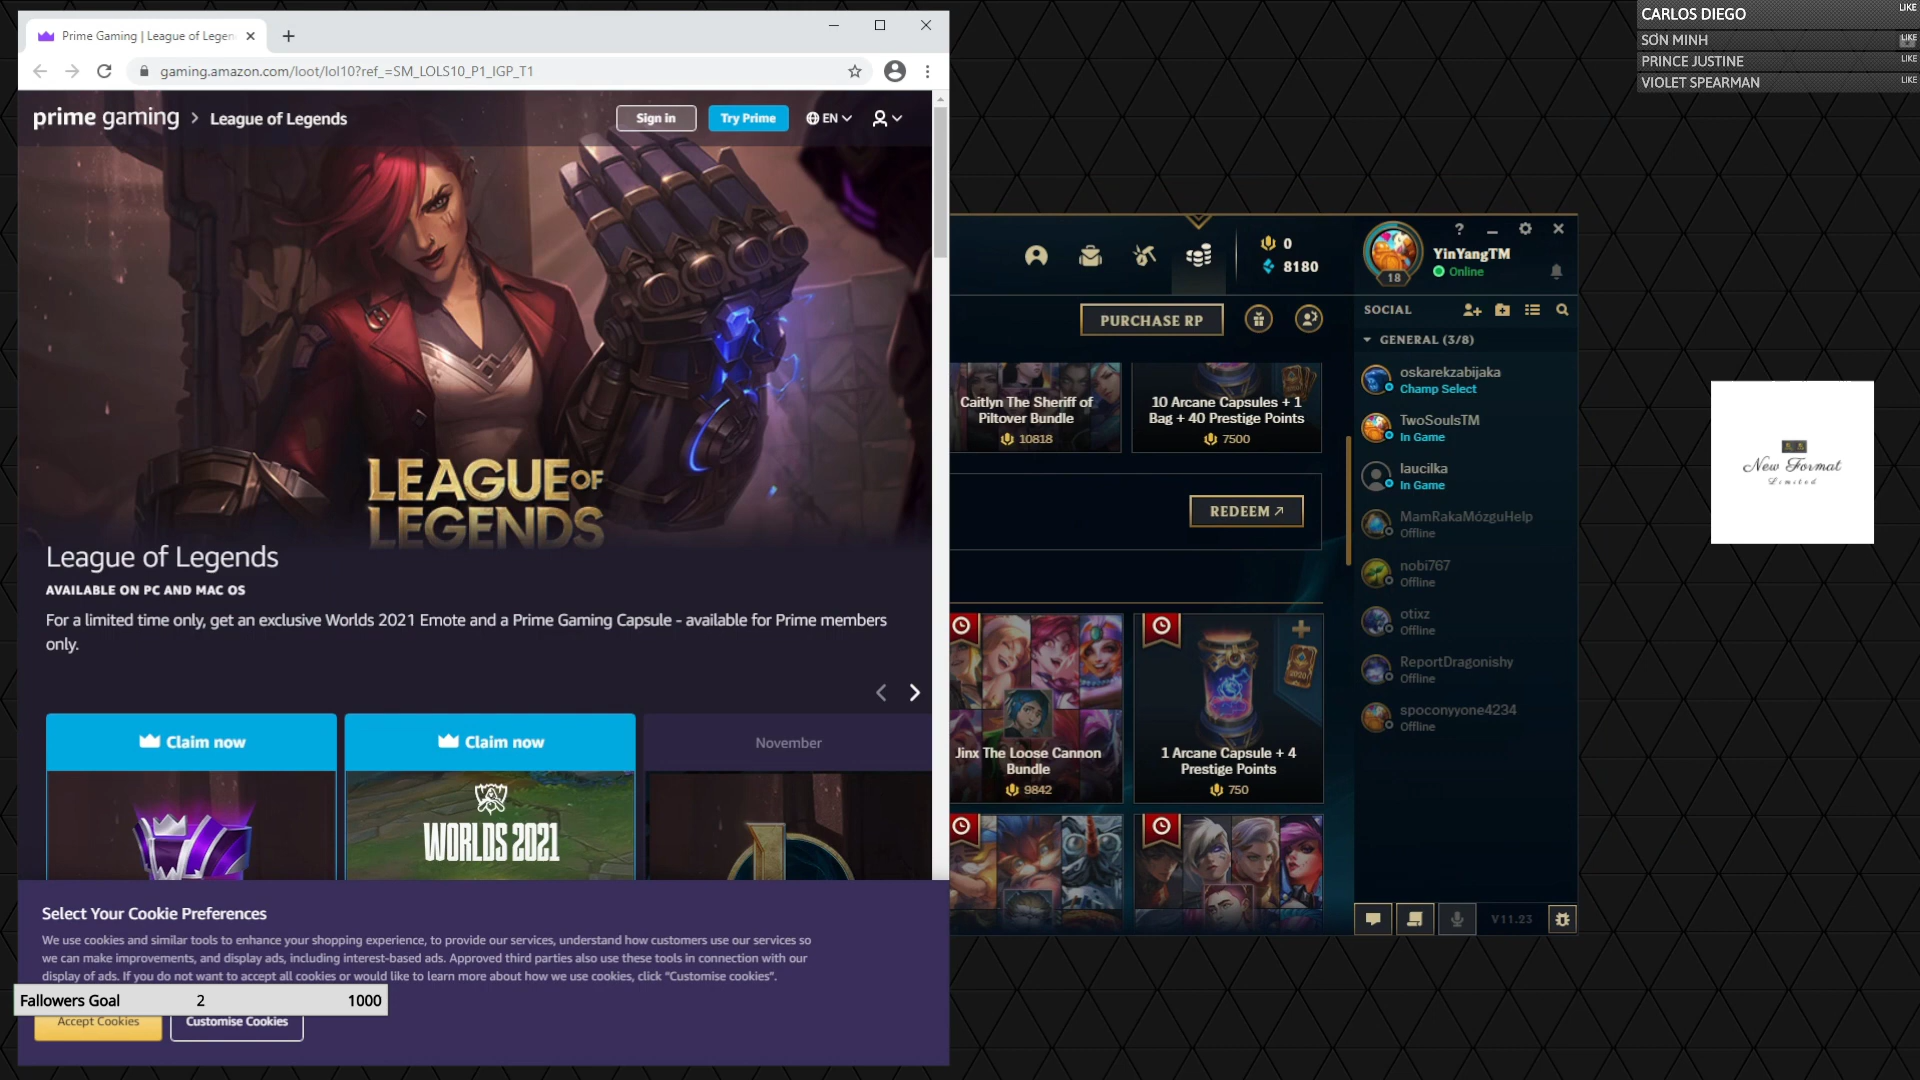 Prime Gaming | League of Legen
gaming.amazon.com/loot/lol10?ref_=SM_LOLS10_P1_IGP_T1
prime gaming > League of Legends
Sign in
Try Prime
EN
LEAGUE OF
LEGENDS
League of Legends
AVAILABLE ON PC AND MAC OS
For a limited time only, get an exclusive Worlds 2021 Emote and a Prime Gaming Capsule - available for Prime members
only.
Claim now
Claim now
November
WORLDS 2021
Select Your Cookie Preferences
We use cookies and similar tools to enhance your shopping experience, to provide our services, understand how customers use our services so
we can make improvements, and display ads, including interest-based ads. Approved third parties also use these tools in connection with our
display of ads. If you do not want to accept all cookies or would like to learn more about how we use cookies, click “Customise cookies”.
Fallowers Goal 2 1000
Accept Cookies
Customise Cookies
0
8180
PURCHASE RP
Caitlyn The Sheriff of
Piltover Bundle
10818
10 Arcane Capsules + 1
Bag + 40 Prestige Points
7500
REDEEM
Jinx The Loose Cannon
Bundle
9842
1 Arcane Capsule + 4
Prestige Points
750
?
YinYangTM
Online
18
SOCIAL
GENERAL (3/8)
oskarekzabijaka
Champ Select
TwoSoulsTM
In Game
laucilka
In Game
MamRakaMózguHelp
Offline
nobi767
Offline
otixz
Offline
ReportDragonishy
Offline
spoconyyone4234
Offline
V11.23
CARLOS DIEGO LIKE
SƠN MINH LIKE
PRINCE JUSTINE LIKE
VIOLET SPEARMAN LIKE
New Format
Limited